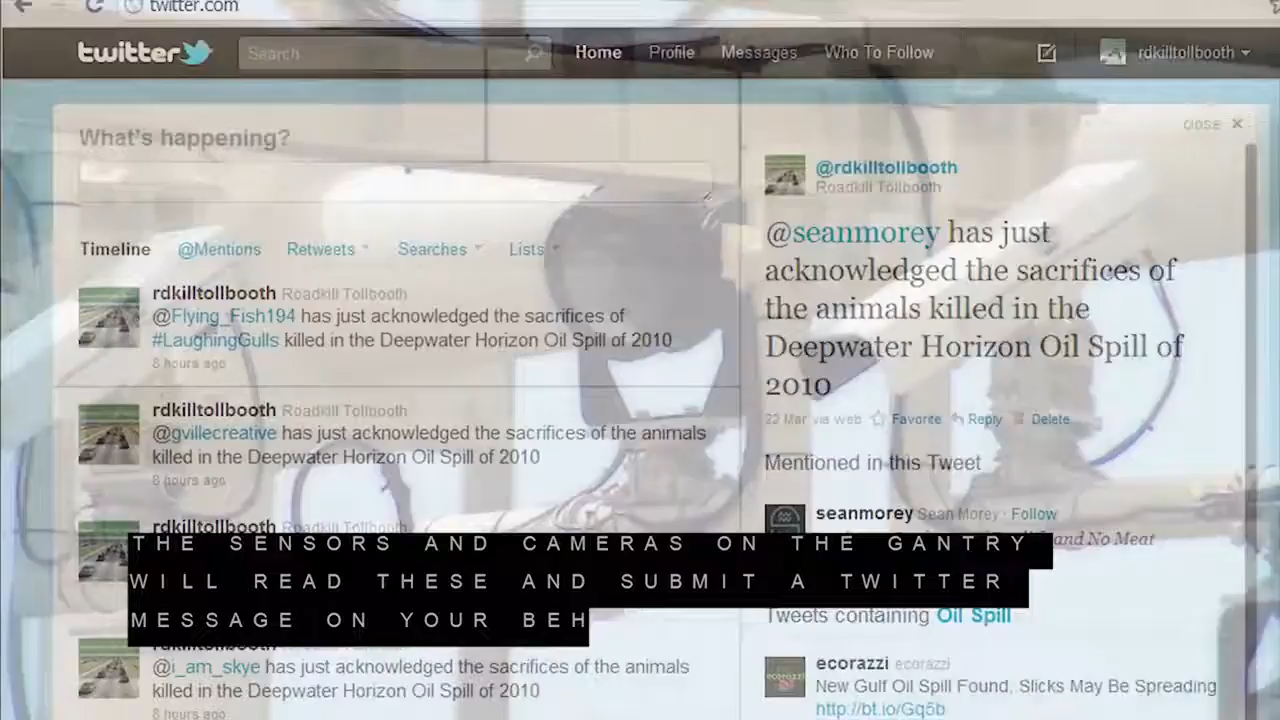 twitter.com
twitter
Search
Home Profile Messages Who To Follow
rdkilltollbooth
close ×
What's happening?
Timeline @Mentions Retweets Searches Lists
rdkilltollbooth Roadkill Tollbooth
@Flying_Fish194 has just acknowledged the sacrifices of
#LaughingGulls killed in the Deepwater Horizon Oil Spill of 2010
8 hours ago
rdkilltollbooth Roadkill Tollbooth
@gvillecreative has just acknowledged the sacrifices of the animals
killed in the Deepwater Horizon Oil Spill of 2010
8 hours ago
rdkilltollbooth Roadkill Tollbooth
rdkilltollbooth Roadkill Tollbooth
@i_am_skye has just acknowledged the sacrifices of the animals
killed in the Deepwater Horizon Oil Spill of 2010
8 hours ago
@rdkilltollbooth
Roadkill Tollbooth
@seanmorey has just
acknowledged the sacrifices of
the animals killed in the
Deepwater Horizon Oil Spill of
2010
22 Mar via web Favorite Reply Delete
Mentioned in this Tweet
seanmorey Sean Morey · Follow
and No Meat
Tweets containing Oil Spill
ecorazzi ecorazzi
New Gulf Oil Spill Found, Slicks May Be Spreading
http://bt.io/Gq5b
THE SENSORS AND CAMERAS ON THE GANTRY
WILL READ THESE AND SUBMIT A TWITTER
MESSAGE ON YOUR BEH